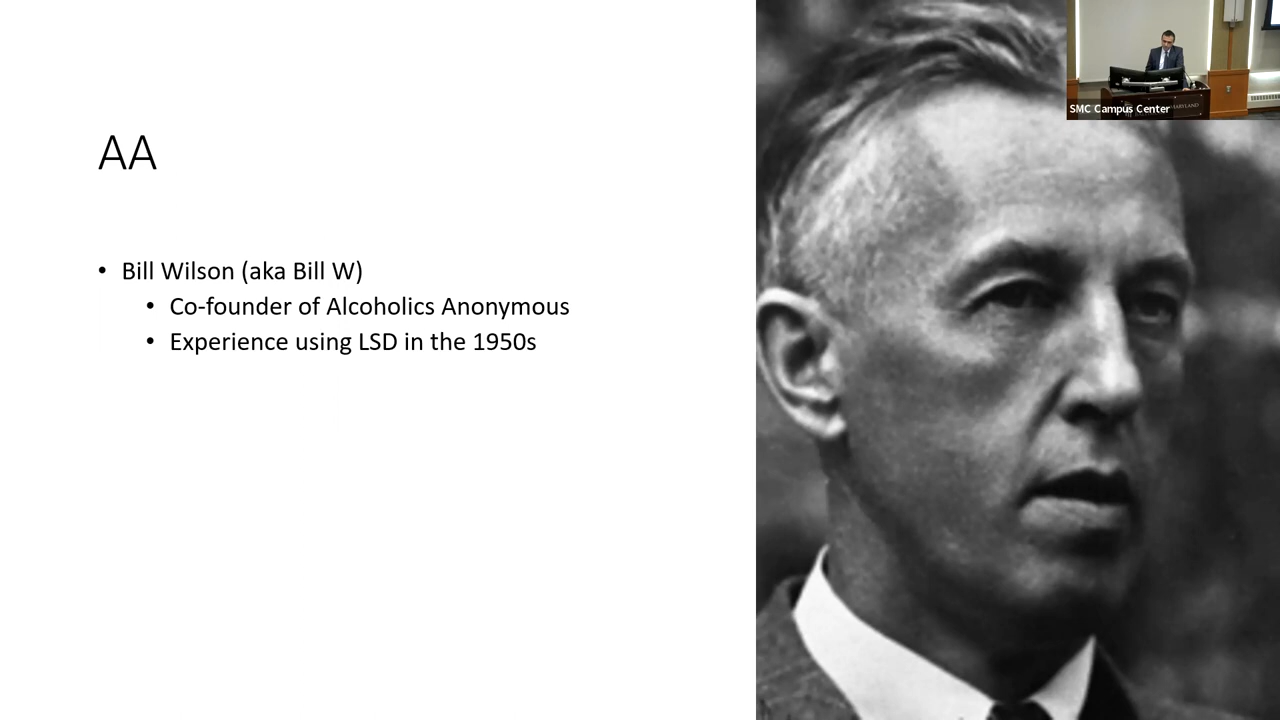 AA
• Bill Wilson (aka Bill W)
• Co-founder of Alcoholics Anonymous
• Experience using LSD in the 1950s
SMC Campus Center